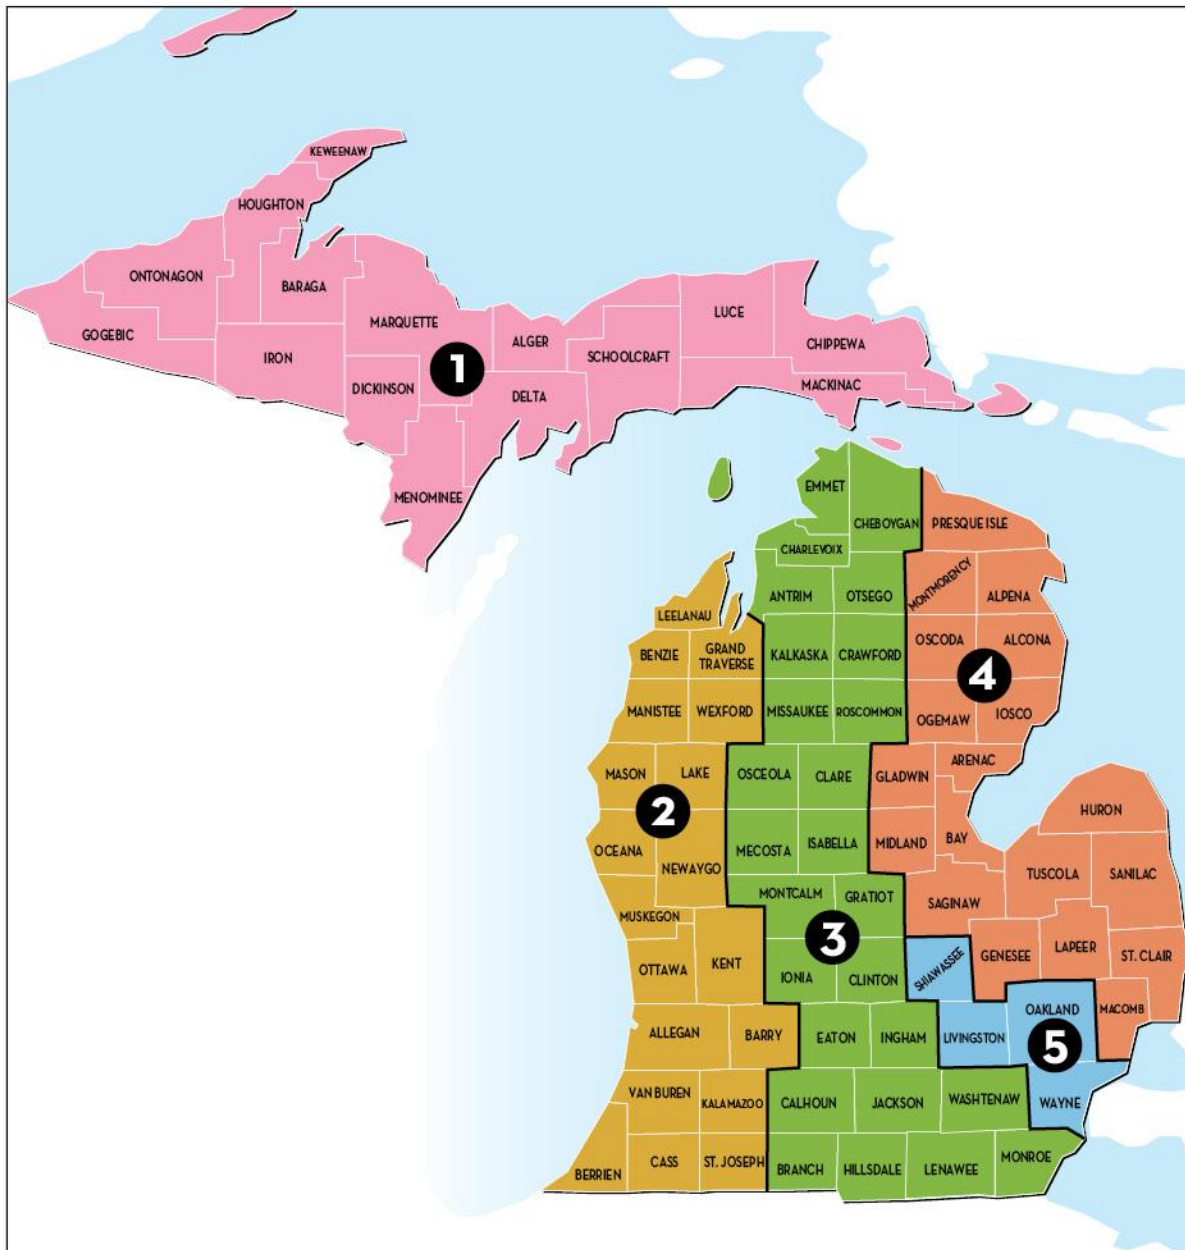 KEWEENAW
HOUGHTON
ONTONAGON
BARAGA
GOGEBIC
MARQUETTE
IRON
DICKINSON
1
ALGER
LUCE
SCHOOLCRAFT
CHIPPEWA
MACKINAC
DELTA
MENOMINEE
EMMET
CHEBOYGAN
PRESQUE ISLE
CHARLEVOIX
ANTRIM
OTSEGO
MONTMORENCY
ALPENA
LEELANAU
BENZIE
GRAND
TRAVERSE
KALKASKA
CRAWFORD
OSCODA
ALCONA
4
MANISTEE
WEXFORD
MISSAUKEE
ROSCOMMON
OGEMAW
IOSCO
MASON
LAKE
OSCEOLA
CLARE
GLADWIN
ARENAC
2
HURON
OCEANA
NEWAYGO
MECOSTA
ISABELLA
MIDLAND
BAY
TUSCOLA
SANILAC
MONTCALM
GRATIOT
SAGINAW
MUSKEGON
3
OTTAWA
KENT
IONIA
CLINTON
SHIAWASSEE
GENESEE
LAPEER
ST. CLAIR
ALLEGAN
BARRY
EATON
INGHAM
LIVINGSTON
OAKLAND
MACOMB
5
VAN BUREN
KALAMAZOO
CALHOUN
JACKSON
WASHTENAW
WAYNE
BERRIEN
CASS
ST. JOSEPH
BRANCH
HILLSDALE
LENAWEE
MONROE